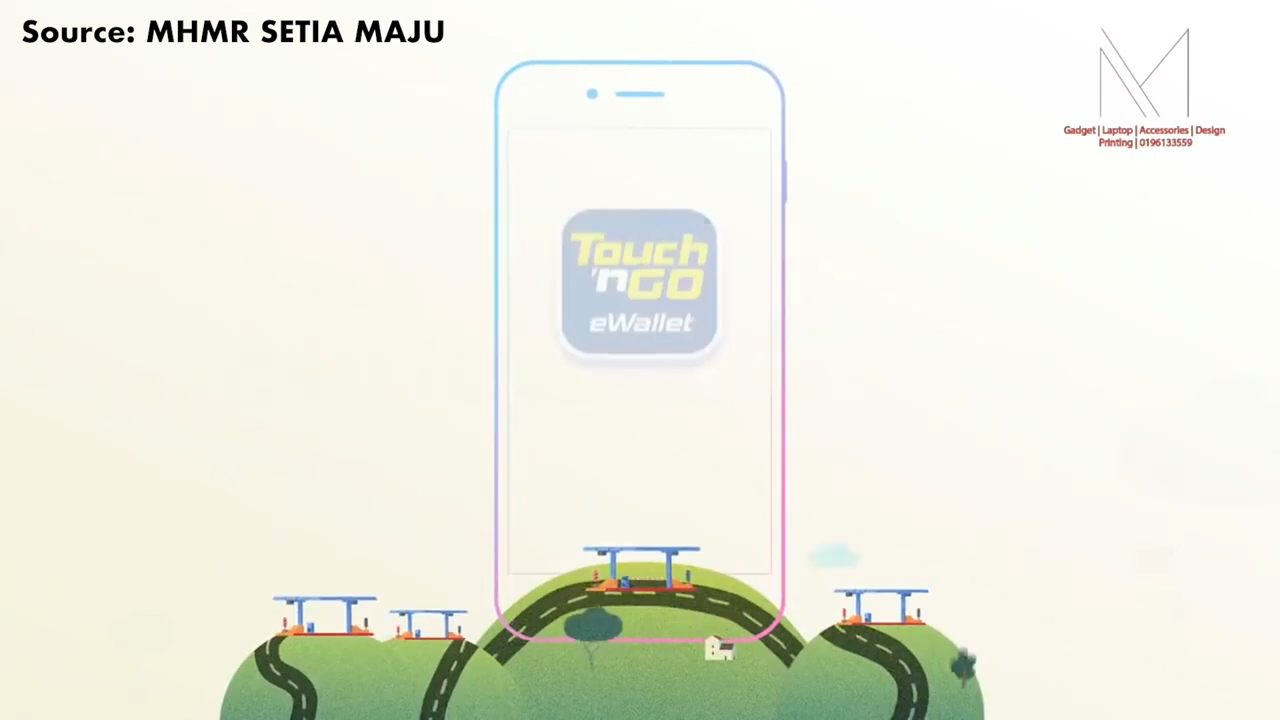 Source: MHMR SETIA MAJU
Gadget | Laptop | Accessories | Design
Printing | 0196133559
Touch
'n GO
eWallet